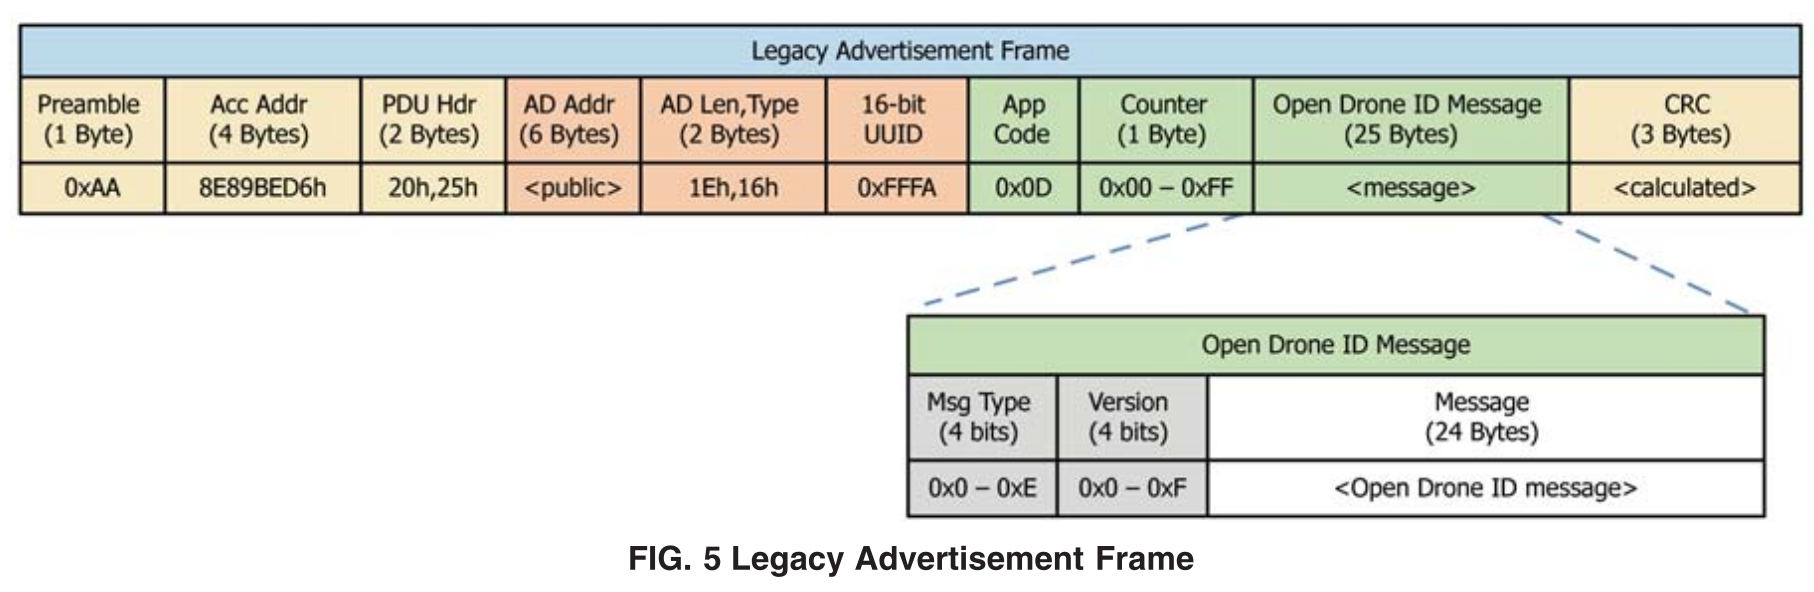 Legacy Advertisement Frame
Preamble (1 Byte)
Acc Addr (4 Bytes)
PDU Hdr (2 Bytes)
AD Addr (6 Bytes)
AD Len,Type (2 Bytes)
16-bit UUID
App Code
Counter (1 Byte)
Open Drone ID Message (25 Bytes)
CRC (3 Bytes)
0xAA
8E89BED6h
20h,25h
<public>
1Eh,16h
0xFFFA
0x0D
0x00 – 0xFF
<message>
<calculated>
Open Drone ID Message
Msg Type (4 bits)
Version (4 bits)
Message (24 Bytes)
0x0 – 0xE
0x0 – 0xF
<Open Drone ID message>
FIG. 5 Legacy Advertisement Frame